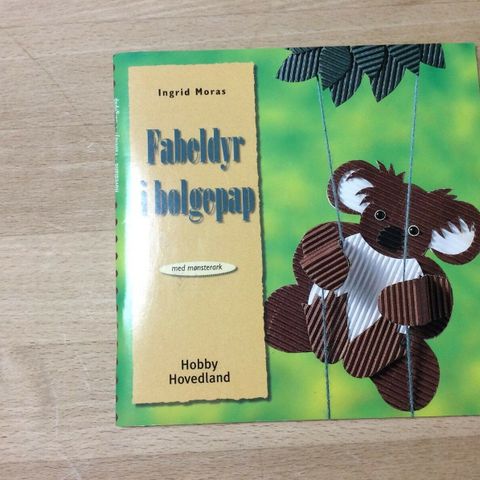 Ingrid Moras
Fabeldyr
i bølgepap
med mønsterark
Hobby
Hovedland